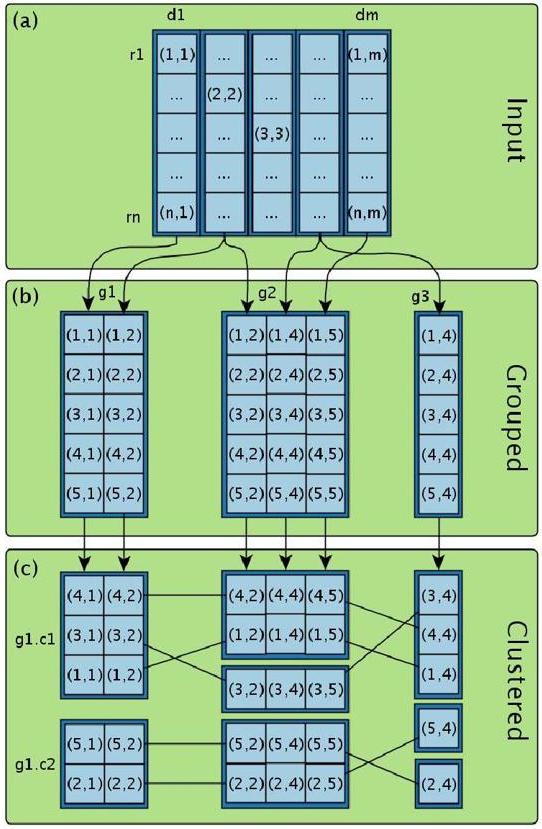 (a) d1 dm
r1 (1,1) ... ... ... (1,m)
... (2,2) ... ... ...
... ... (3,3) ... ...
... ... ... ... ...
rn (n,1) ... ... ... (n,m)
Input
(b) g1 g2 g3
(1,1) (1,2) (1,2) (1,4) (1,5) (1,4)
(2,1) (2,2) (2,2) (2,4) (2,5) (2,4)
(3,1) (3,2) (3,2) (3,4) (3,5) (3,4)
(4,1) (4,2) (4,2) (4,4) (4,5) (4,4)
(5,1) (5,2) (5,2) (5,4) (5,5) (5,4)
Grouped
(c)
(4,1) (4,2) (4,2) (4,4) (4,5) (3,4)
g1.c1 (3,1) (3,2) (1,2) (1,4) (1,5) (4,4)
(1,1) (1,2) (3,2) (3,4) (3,5) (1,4)
(5,1) (5,2) (5,2) (5,4) (5,5) (5,4)
g1.c2 (2,1) (2,2) (2,2) (2,4) (2,5) (2,4)
Clustered